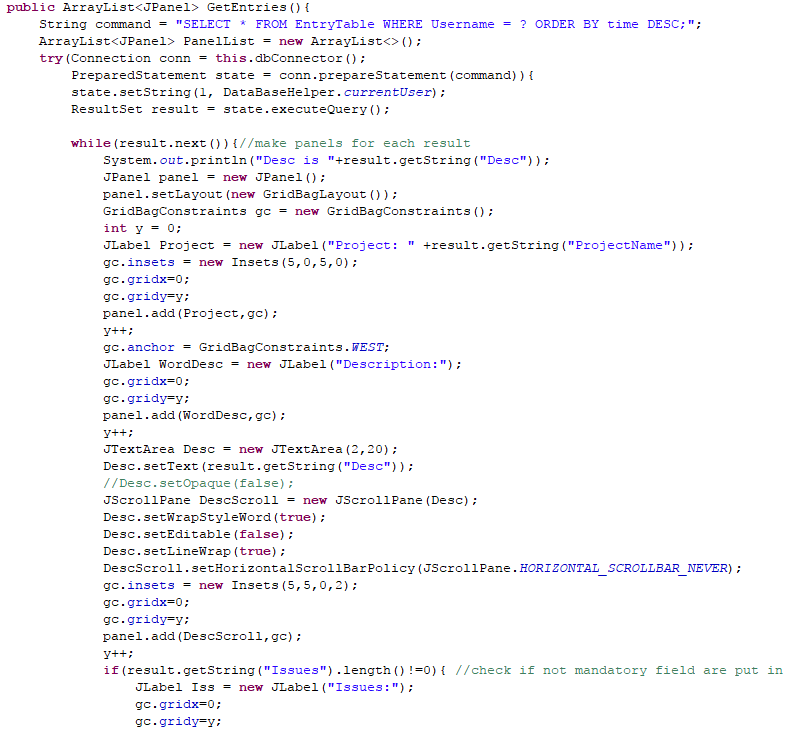 public ArrayList<JPanel> GetEntries(){
    String command = "SELECT * FROM EntryTable WHERE Username = ? ORDER BY time DESC;";
    ArrayList<JPanel> PanelList = new ArrayList<>();
    try(Connection conn = this.dbConnector();
        PreparedStatement state = conn.prepareStatement(command)){
        state.setString(1, DataBaseHelper.currentUser);
        ResultSet result = state.executeQuery();

        while(result.next()){//make panels for each result
            System.out.println("Desc is "+result.getString("Desc"));
            JPanel panel = new JPanel();
            panel.setLayout(new GridBagLayout());
            GridBagConstraints gc = new GridBagConstraints();
            int y = 0;
            JLabel Project = new JLabel("Project: " +result.getString("ProjectName"));
            gc.insets = new Insets(5,0,5,0);
            gc.gridx=0;
            gc.gridy=y;
            panel.add(Project,gc);
            y++;
            gc.anchor = GridBagConstraints.WEST;
            JLabel WordDesc = new JLabel("Description:");
            gc.gridx=0;
            gc.gridy=y;
            panel.add(WordDesc,gc);
            y++;
            JTextArea Desc = new JTextArea(2,20);
            Desc.setText(result.getString("Desc"));
            //Desc.setOpaque(false);
            JScrollPane DescScroll = new JScrollPane(Desc);
            Desc.setWrapStyleWord(true);
            Desc.setEditable(false);
            Desc.setLineWrap(true);
            DescScroll.setHorizontalScrollBarPolicy(JScrollPane.HORIZONTAL_SCROLLBAR_NEVER);
            gc.insets = new Insets(5,5,0,2);
            gc.gridx=0;
            gc.gridy=y;
            panel.add(DescScroll,gc);
            y++;
            if(result.getString("Issues").length()!=0){ //check if not mandatory field are put in
                JLabel Iss = new JLabel("Issues:");
                gc.gridx=0;
                gc.gridy=y;